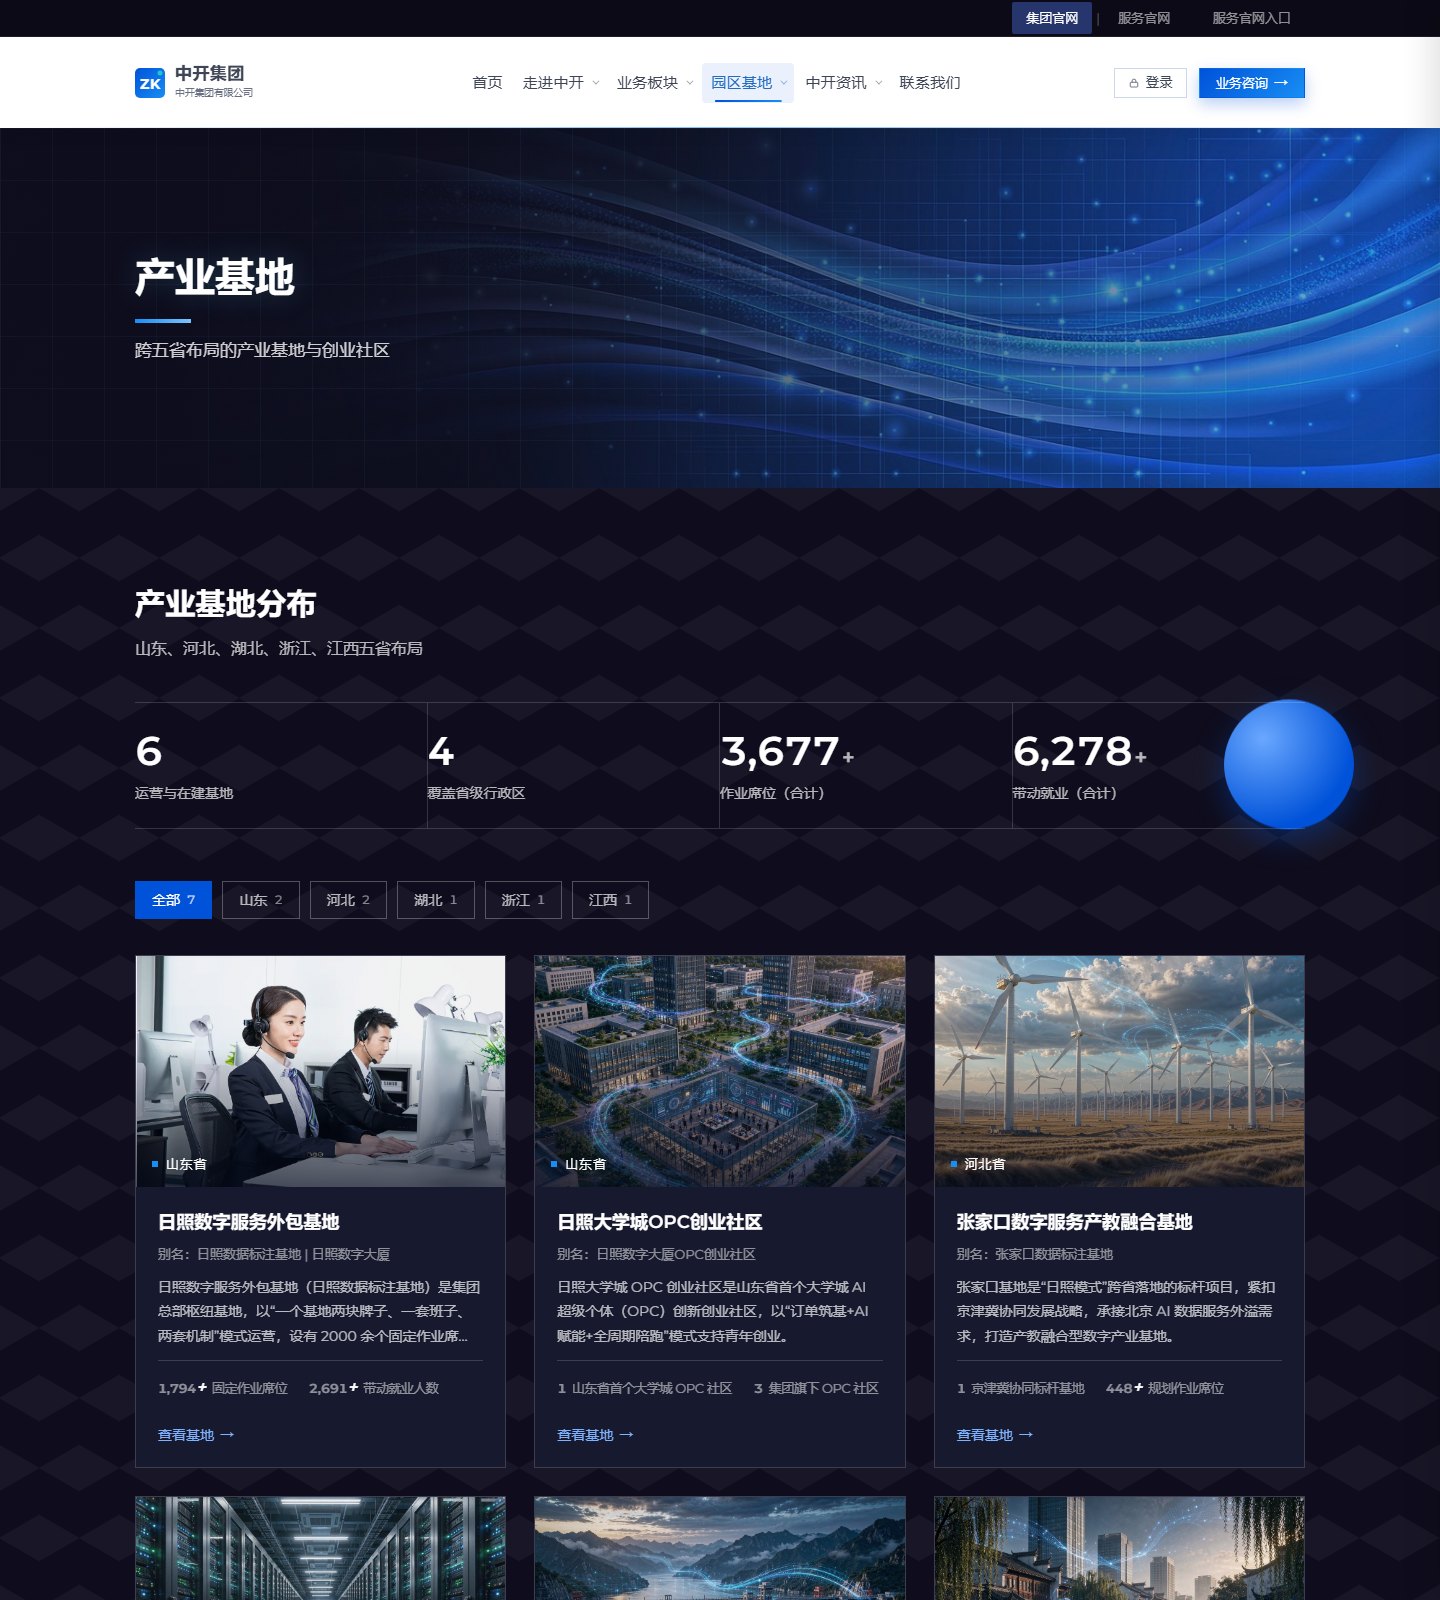 集团官网 | 服务官网 服务官网入口
ZK 中开集团
中开集团有限公司
首页 走进中开 业务板块 园区基地 中开资讯 联系我们
登录 业务咨询 →
产业基地
跨五省布局的产业基地与创业社区
产业基地分布
山东、河北、湖北、浙江、江西五省布局
6 4 3,677+ 6,278+
运营与在建基地 覆盖省级行政区 作业席位（合计） 带动就业（合计）
全部 7 山东 2 河北 2 湖北 1 浙江 1 江西 1
山东省
日照数字服务外包基地
别名：日照数据标注基地 | 日照数字大厦
日照数字服务外包基地（日照数据标注基地）是集团
总部枢纽基地，以“一个基地两块牌子、一套班子、
两套机制”模式运营，设有 2000 余个固定作业席...
1,794+ 固定作业席位 2,691+ 带动就业人数
查看基地 →
山东省
日照大学城OPC创业社区
别名：日照数字大厦OPC创业社区
日照大学城 OPC 创业社区是山东省首个大学城 AI
超级个体（OPC）创新创业社区，以“订单筑基+AI
赋能+全周期陪跑”模式支持青年创业。
1 山东省首个大学城 OPC 社区 3 集团旗下 OPC 社区
查看基地 →
河北省
张家口数字服务产教融合基地
别名：张家口数据标注基地
张家口基地是“日照模式”跨省落地的标杆项目，紧扣
京津冀协同发展战略，承接北京 AI 数据服务外溢需
求，打造产教融合型数字产业基地。
1 京津冀协同标杆基地 448+ 规划作业席位
查看基地 →